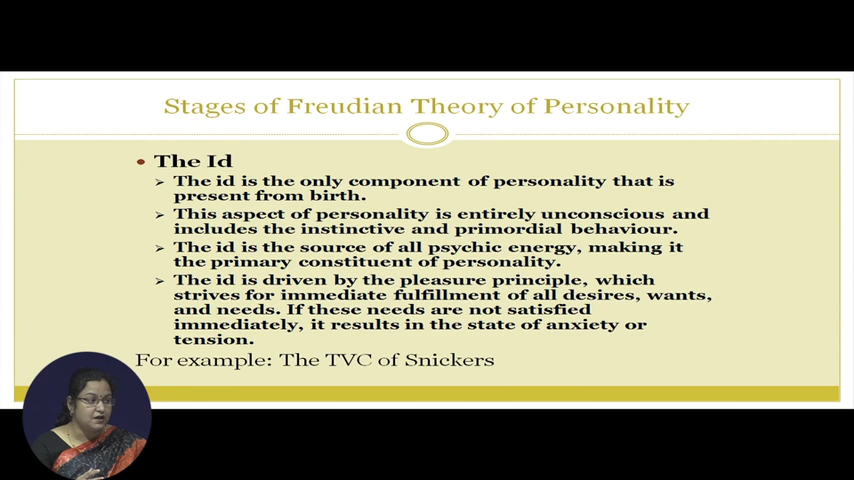 Stages of Freudian Theory of Personality
• The Id
➢ The id is the only component of personality that is
present from birth.
➢ This aspect of personality is entirely unconscious and
includes the instinctive and primordial behaviour.
➢ The id is the source of all psychic energy, making it
the primary constituent of personality.
➢ The id is driven by the pleasure principle, which
strives for immediate fulfillment of all desires, wants,
and needs. If these needs are not satisfied
immediately, it results in the state of anxiety or
tension.
For example: The TVC of Snickers